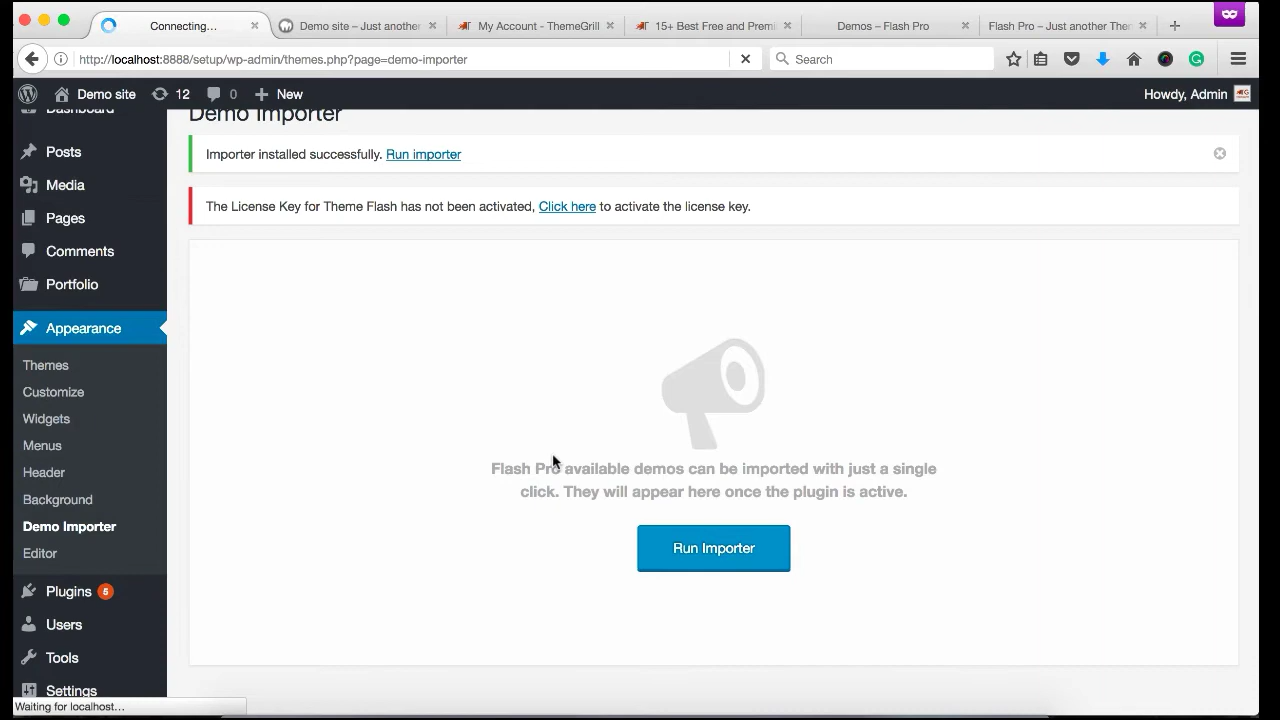 Connecting...
Demo site – Just another
My Account - ThemeGrill
15+ Best Free and Premi
Demos – Flash Pro
Flash Pro – Just another Them
http://localhost:8888/setup/wp-admin/themes.php?page=demo-importer
Search
Demo site
12
0
New
Howdy, Admin
Dashboard
Posts
Media
Pages
Comments
Portfolio
Appearance
Themes
Customize
Widgets
Menus
Header
Background
Demo Importer
Editor
Plugins 5
Users
Tools
Settings
Demo Importer
Importer installed successfully. Run importer
The License Key for Theme Flash has not been activated, Click here to activate the license key.
Flash Pro available demos can be imported with just a single
click. They will appear here once the plugin is active.
Run Importer
Waiting for localhost...